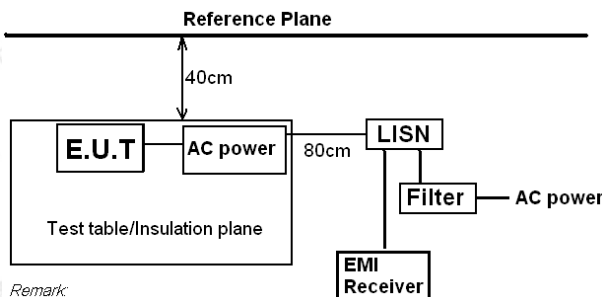 Reference Plane
40cm
E.U.T
AC power
80cm
LISN
Filter
AC power
Test table/Insulation plane
EMI
Receiver
Remark: